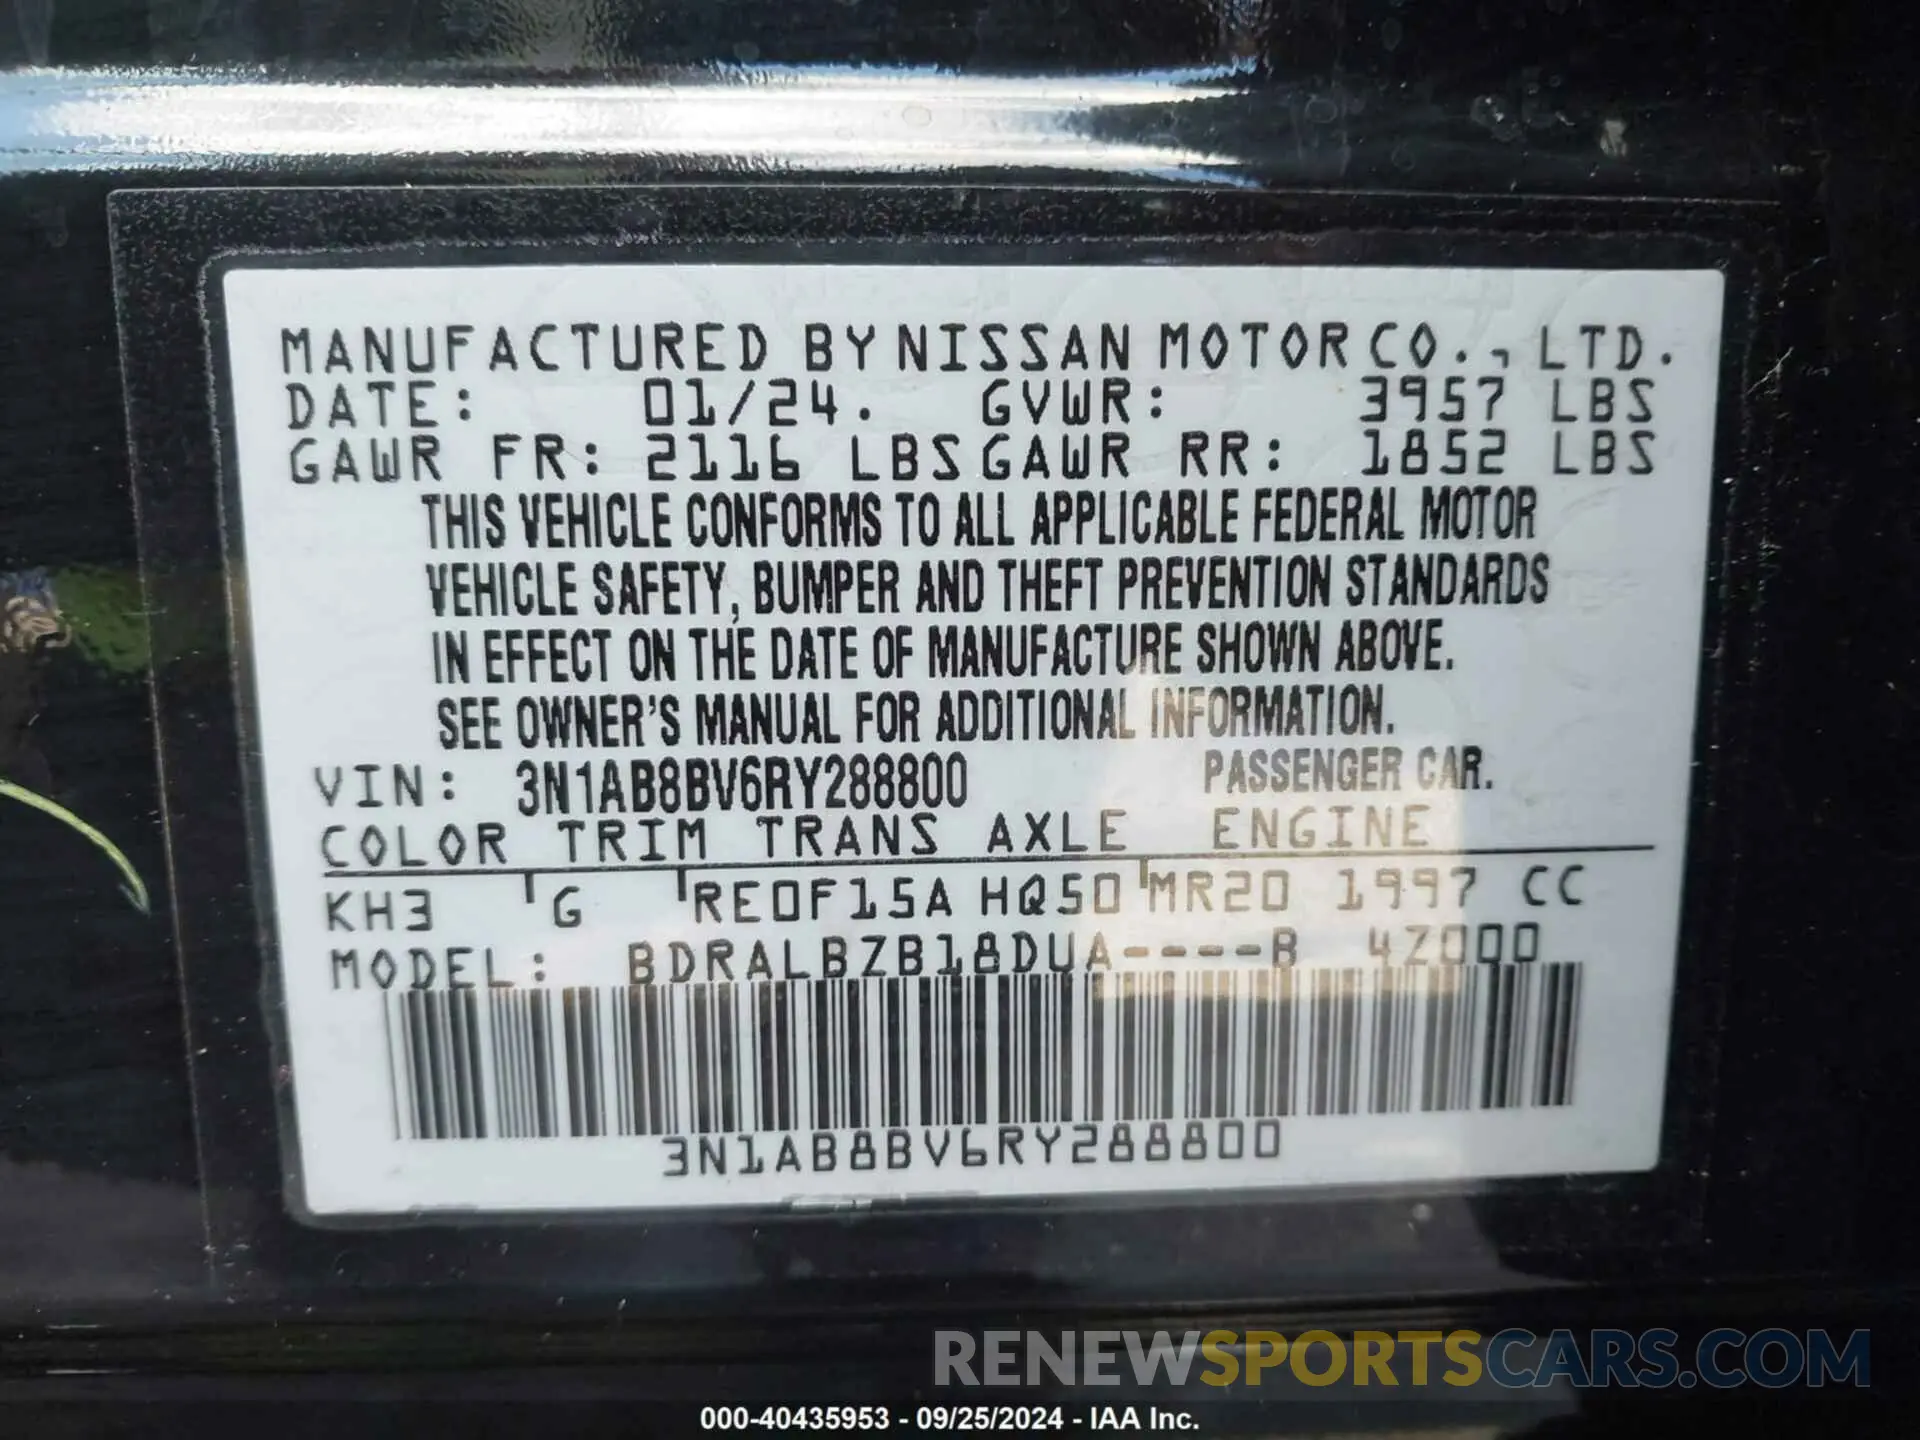 MANUFACTURED BY NISSAN MOTOR CO., LTD.
DATE: 01/24. GVWR: 3957 LBS
GAWR FR: 2116 LBS GAWR RR: 1852 LBS
THIS VEHICLE CONFORMS TO ALL APPLICABLE FEDERAL MOTOR
VEHICLE SAFETY, BUMPER AND THEFT PREVENTION STANDARDS
IN EFFECT ON THE DATE OF MANUFACTURE SHOWN ABOVE.
SEE OWNER'S MANUAL FOR ADDITIONAL INFORMATION.
VIN: 3N1AB8BV6RY288800 PASSENGER CAR.
COLOR TRIM TRANS AXLE ENGINE
KH3 G RE0F15A HQ50 MR20 1997 CC
MODEL: BDRALBZB18DUA----B 4Z000
3N1AB8BV6RY288800
RENEWSPORTSCARS.COM
000-40435953 - 09/25/2024 - IAA Inc.